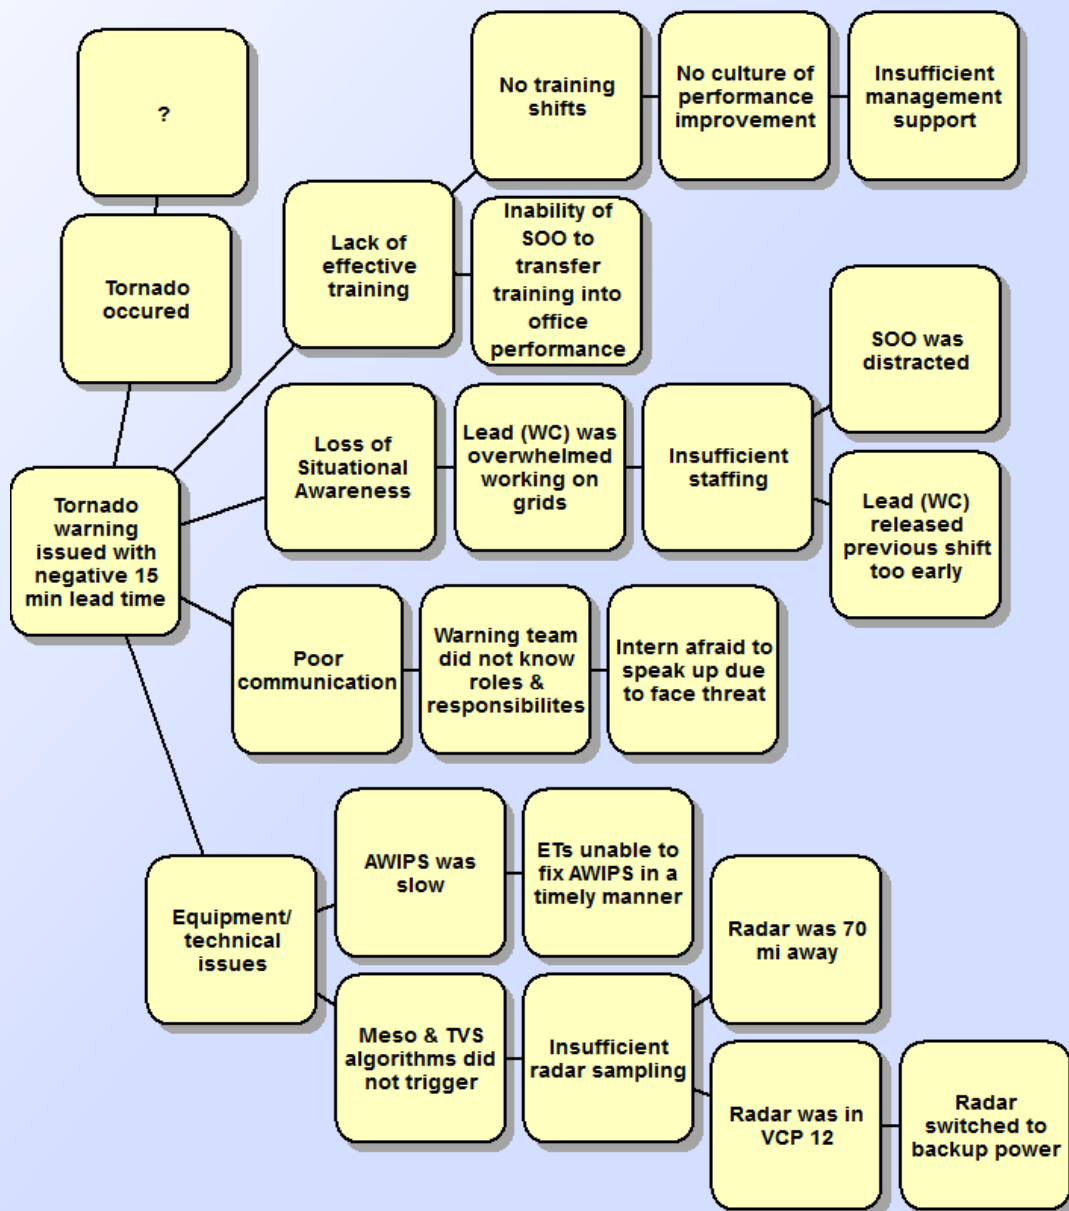 ?
Tornado
occured
Tornado
warning
issued with
negative 15
min lead time
Lack of
effective
training
No training
shifts
No culture of
performance
improvement
Insufficient
management
support
Inability of
SOO to
transfer
training into
office
performance
Loss of
Situational
Awareness
Lead (WC) was
overwhelmed
working on
grids
Insufficient
staffing
SOO was
distracted
Lead (WC)
released
previous shift
too early
Poor
communication
Warning team
did not know
roles &
responsibilites
Intern afraid to
speak up due
to face threat
Equipment/
technical
issues
AWIPS was
slow
ETs unable to
fix AWIPS in a
timely manner
Meso & TVS
algorithms did
not trigger
Insufficient
radar sampling
Radar was 70
mi away
Radar was in
VCP 12
Radar
switched to
backup power